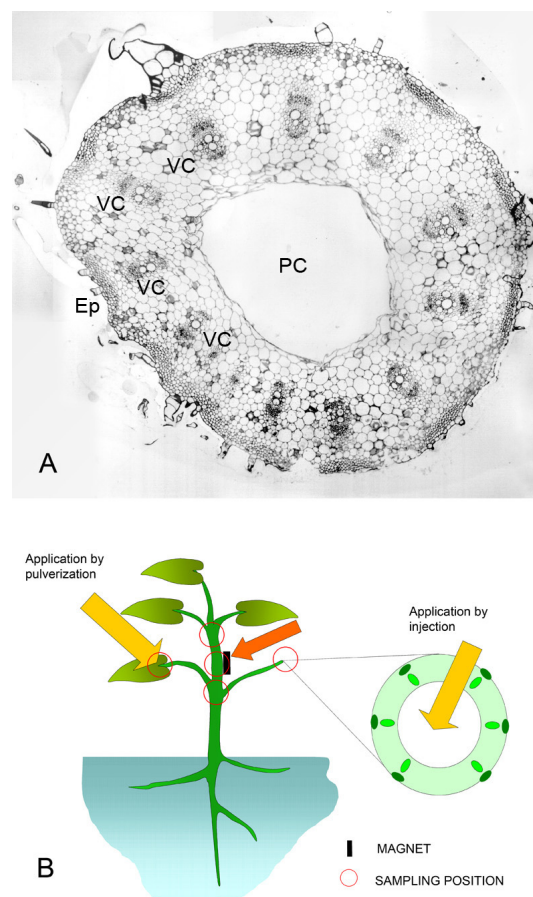 VC
VC
PC
VC
Ep
VC
A
Application by
pulverization
Application by
injection
MAGNET
SAMPLING POSITION
B